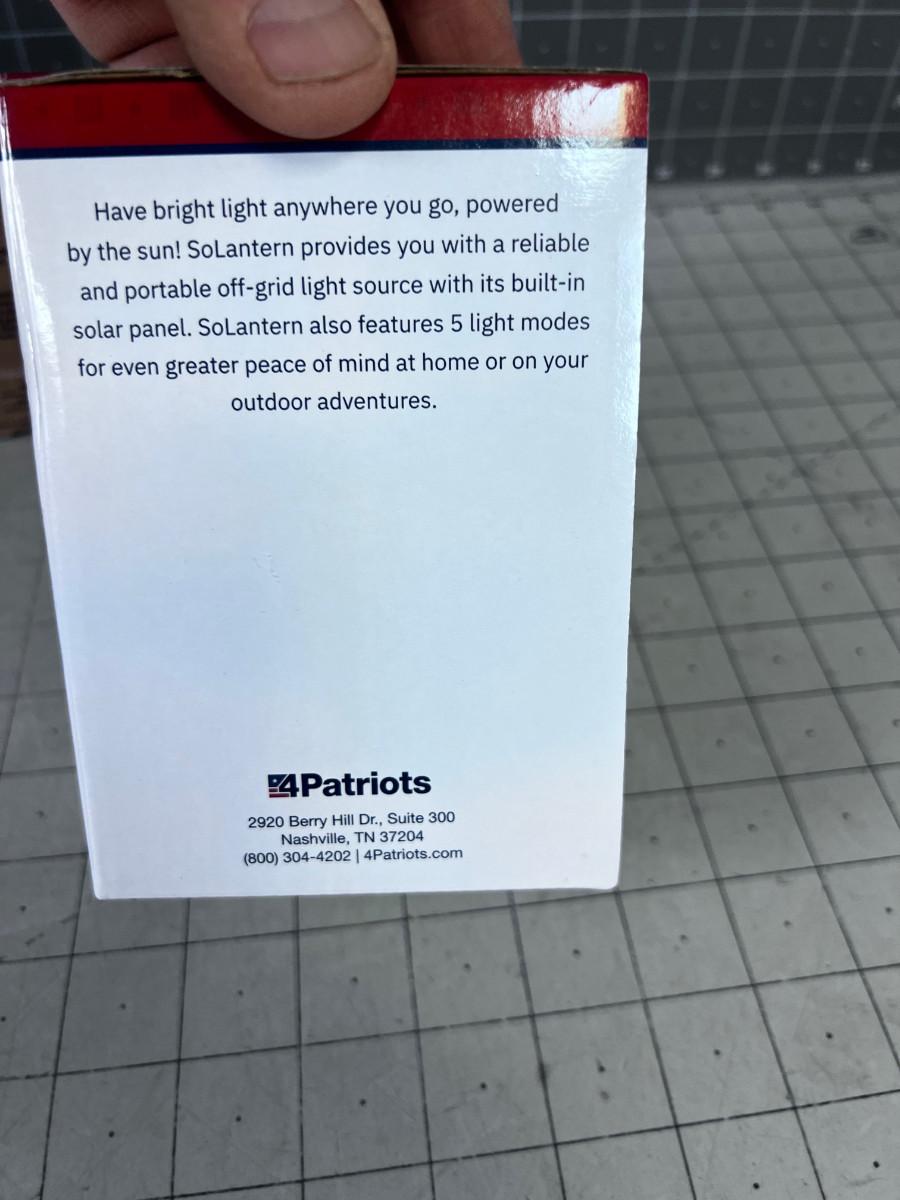 Have bright light anywhere you go, powered
by the sun! SoLantern provides you with a reliable
and portable off-grid light source with its built-in
solar panel. SoLantern also features 5 light modes
for even greater peace of mind at home or on your
outdoor adventures.
4Patriots
2920 Berry Hill Dr., Suite 300
Nashville, TN 37204
(800) 304-4202 | 4Patriots.com